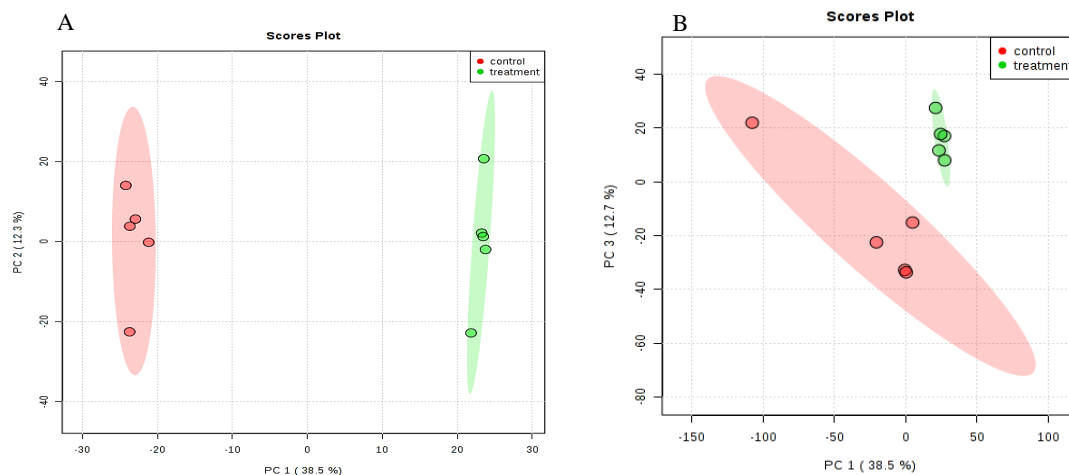 A
Scores Plot
control
treatment
40
20
0
-20
-40
PC 2 ( 12.3 %)
-30
-20
-10
0
10
20
30
PC 1 ( 38.5 %)
B
Scores Plot
control
treatment
40
20
0
-20
-40
-60
-80
PC 3 ( 12.7 %)
-150
-100
-50
0
50
100
PC 1 ( 38.5 %)